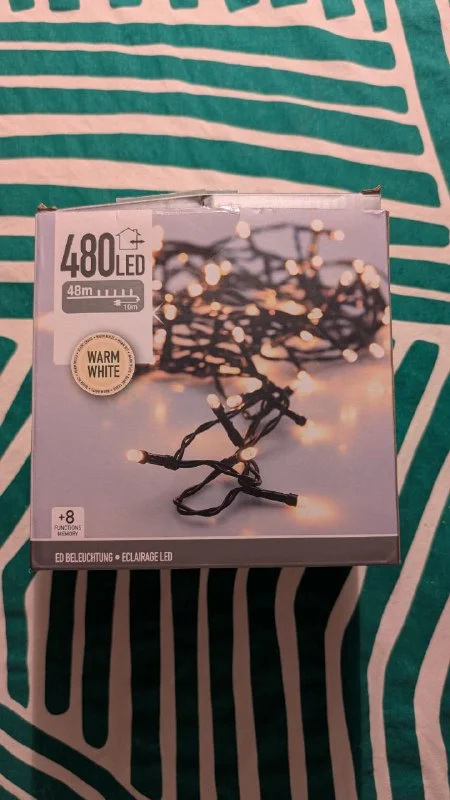 480LED
48m
10m
WARM
WHITE
+8
FUNCTIONS
MEMORY
ED BELEUCHTUNG • ECLAIRAGE LED